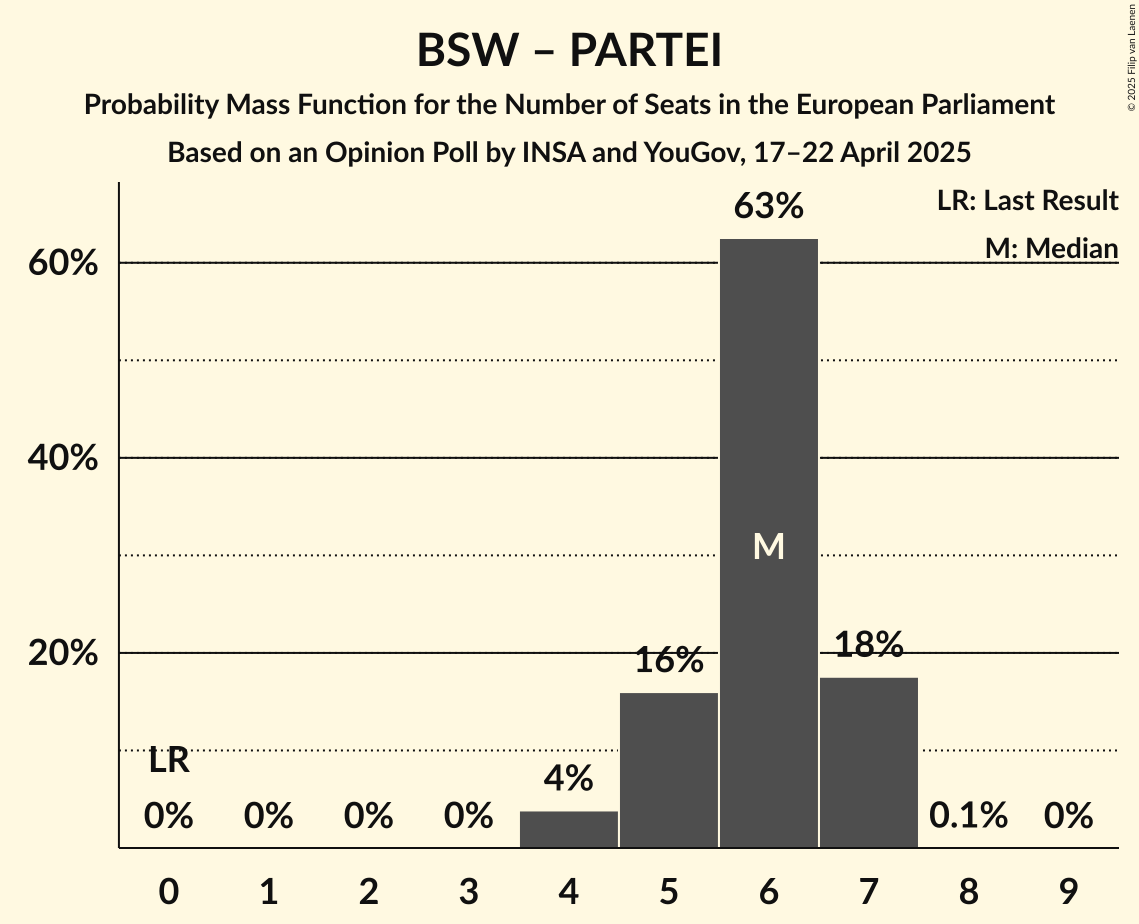 BSW – PARTEI
Probability Mass Function for the Number of Seats in the European Parliament
Based on an Opinion Poll by INSA and YouGov, 17–22 April 2025
© 2025 Filip van Laenen
LR: Last Result
M: Median
63%
60%
40%
M
20%
16%
18%
LR
4%
0%
0%
0%
0%
0.1%
0%
0 1 2 3 4 5 6 7 8 9